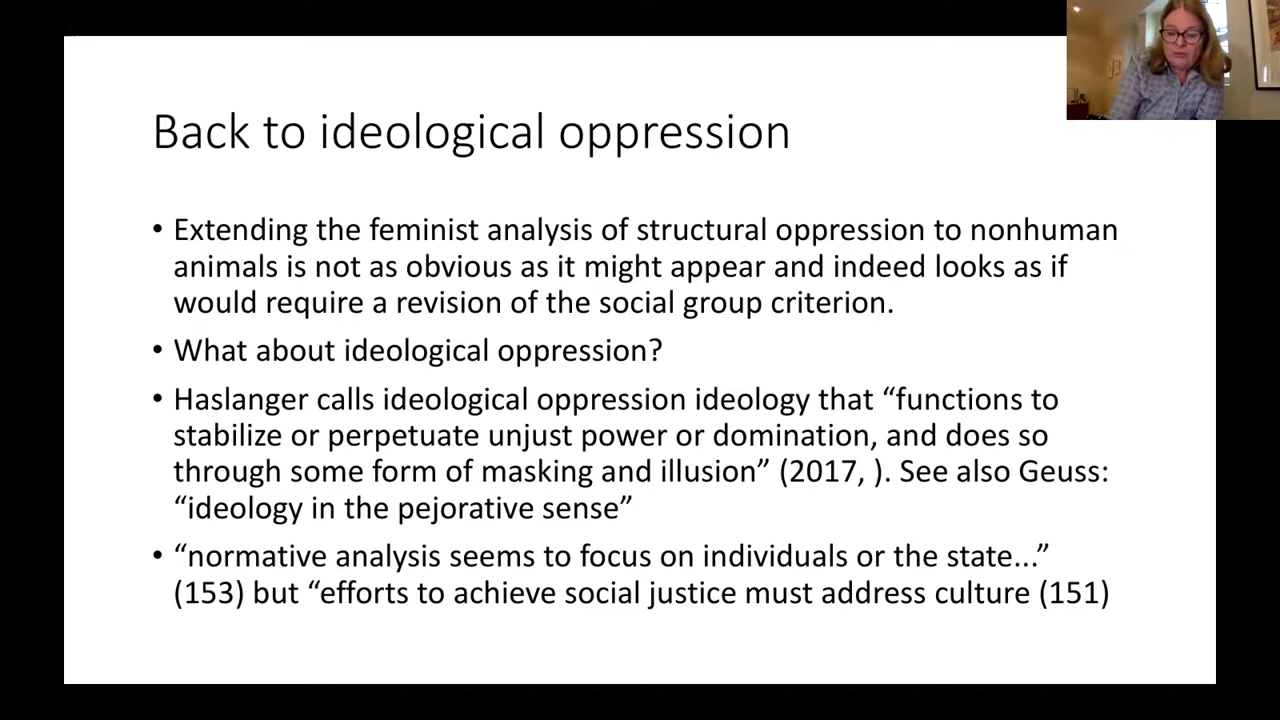 Back to ideological oppression
• Extending the feminist analysis of structural oppression to nonhuman
animals is not as obvious as it might appear and indeed looks as if
would require a revision of the social group criterion.
• What about ideological oppression?
• Haslanger calls ideological oppression ideology that “functions to
stabilize or perpetuate unjust power or domination, and does so
through some form of masking and illusion” (2017, ). See also Geuss:
“ideology in the pejorative sense”
• “normative analysis seems to focus on individuals or the state...”
(153) but “efforts to achieve social justice must address culture (151)